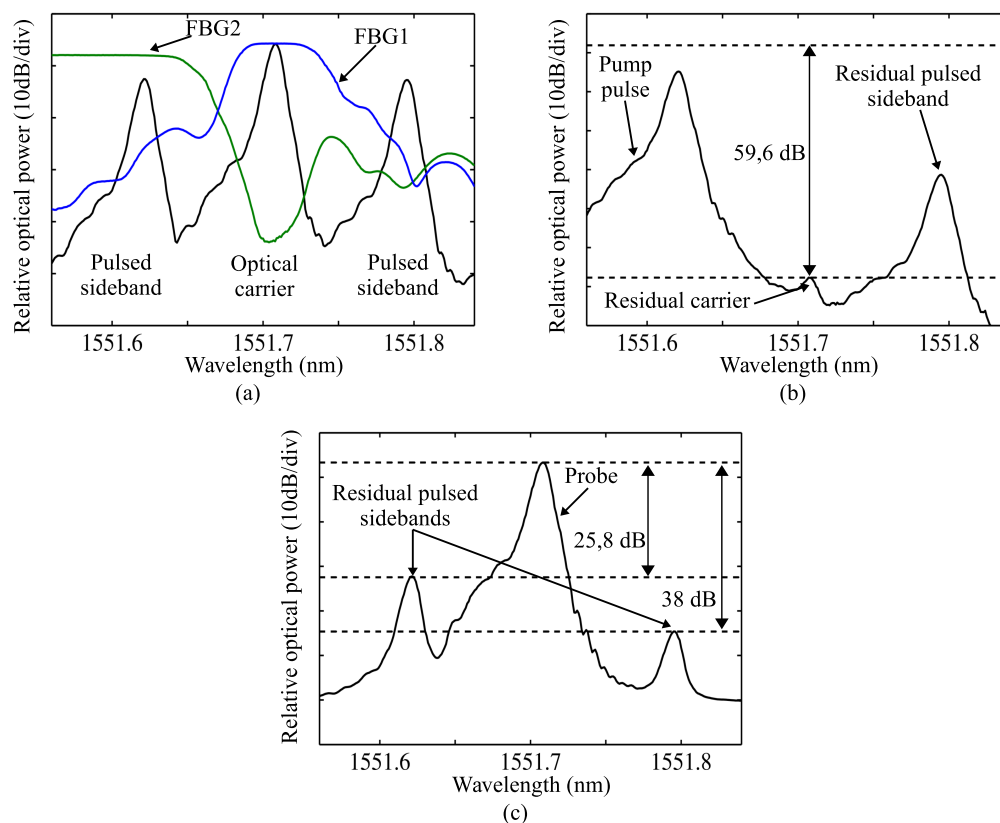 Relative optical power (10dB/div)
FBG2
FBG1
Pulsed
sideband
Optical
carrier
Pulsed
sideband
1551.6
1551.7
1551.8
Wavelength (nm)
(a)
Relative optical power (10dB/div)
Pump
pulse
Residual pulsed
sideband
59,6 dB
Residual carrier
1551.6
1551.7
1551.8
Wavelength (nm)
(b)
Relative optical power (10dB/div)
Residual pulsed
sidebands
Probe
25,8 dB
38 dB
1551.6
1551.7
1551.8
Wavelength (nm)
(c)